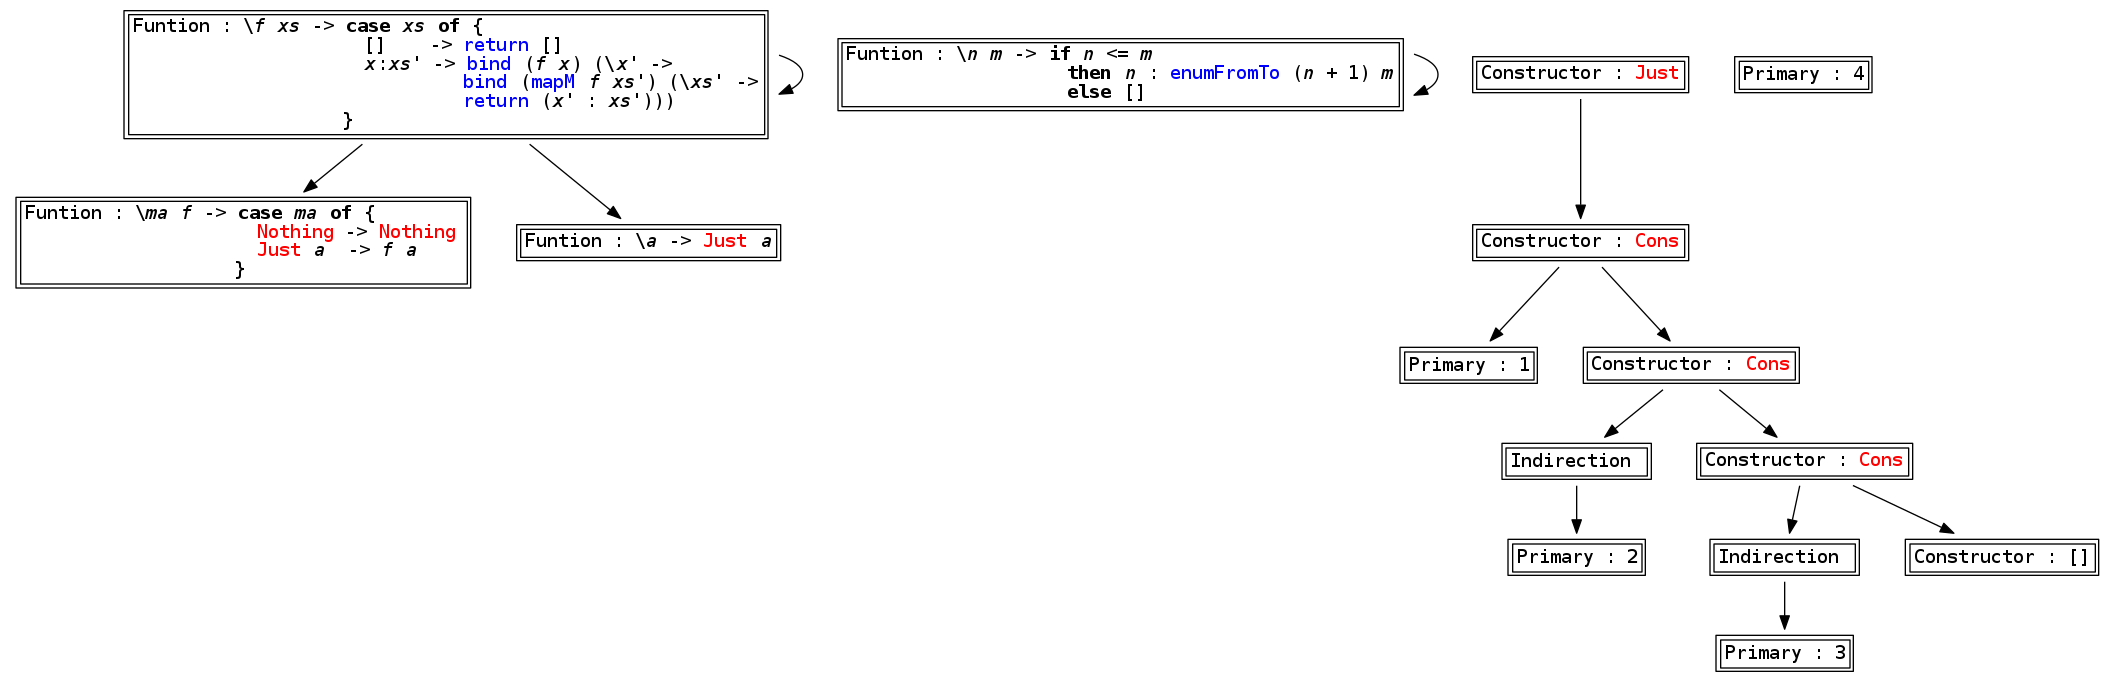 Funtion : \f xs -> case xs of {
[] -> return []
x:xs' -> bind (f x) (\x' ->
bind (mapM f xs') (\xs' ->
return (x' : xs')))
}
Funtion : \n m -> if n <= m
then n : enumFromTo (n + 1) m
else []
Constructor : Just
Primary : 4
Funtion : \ma f -> case ma of {
Nothing -> Nothing
Just a -> f a
}
Funtion : \a -> Just a
Constructor : Cons
Primary : 1
Constructor : Cons
Indirection
Constructor : Cons
Primary : 2
Indirection
Constructor : []
Primary : 3